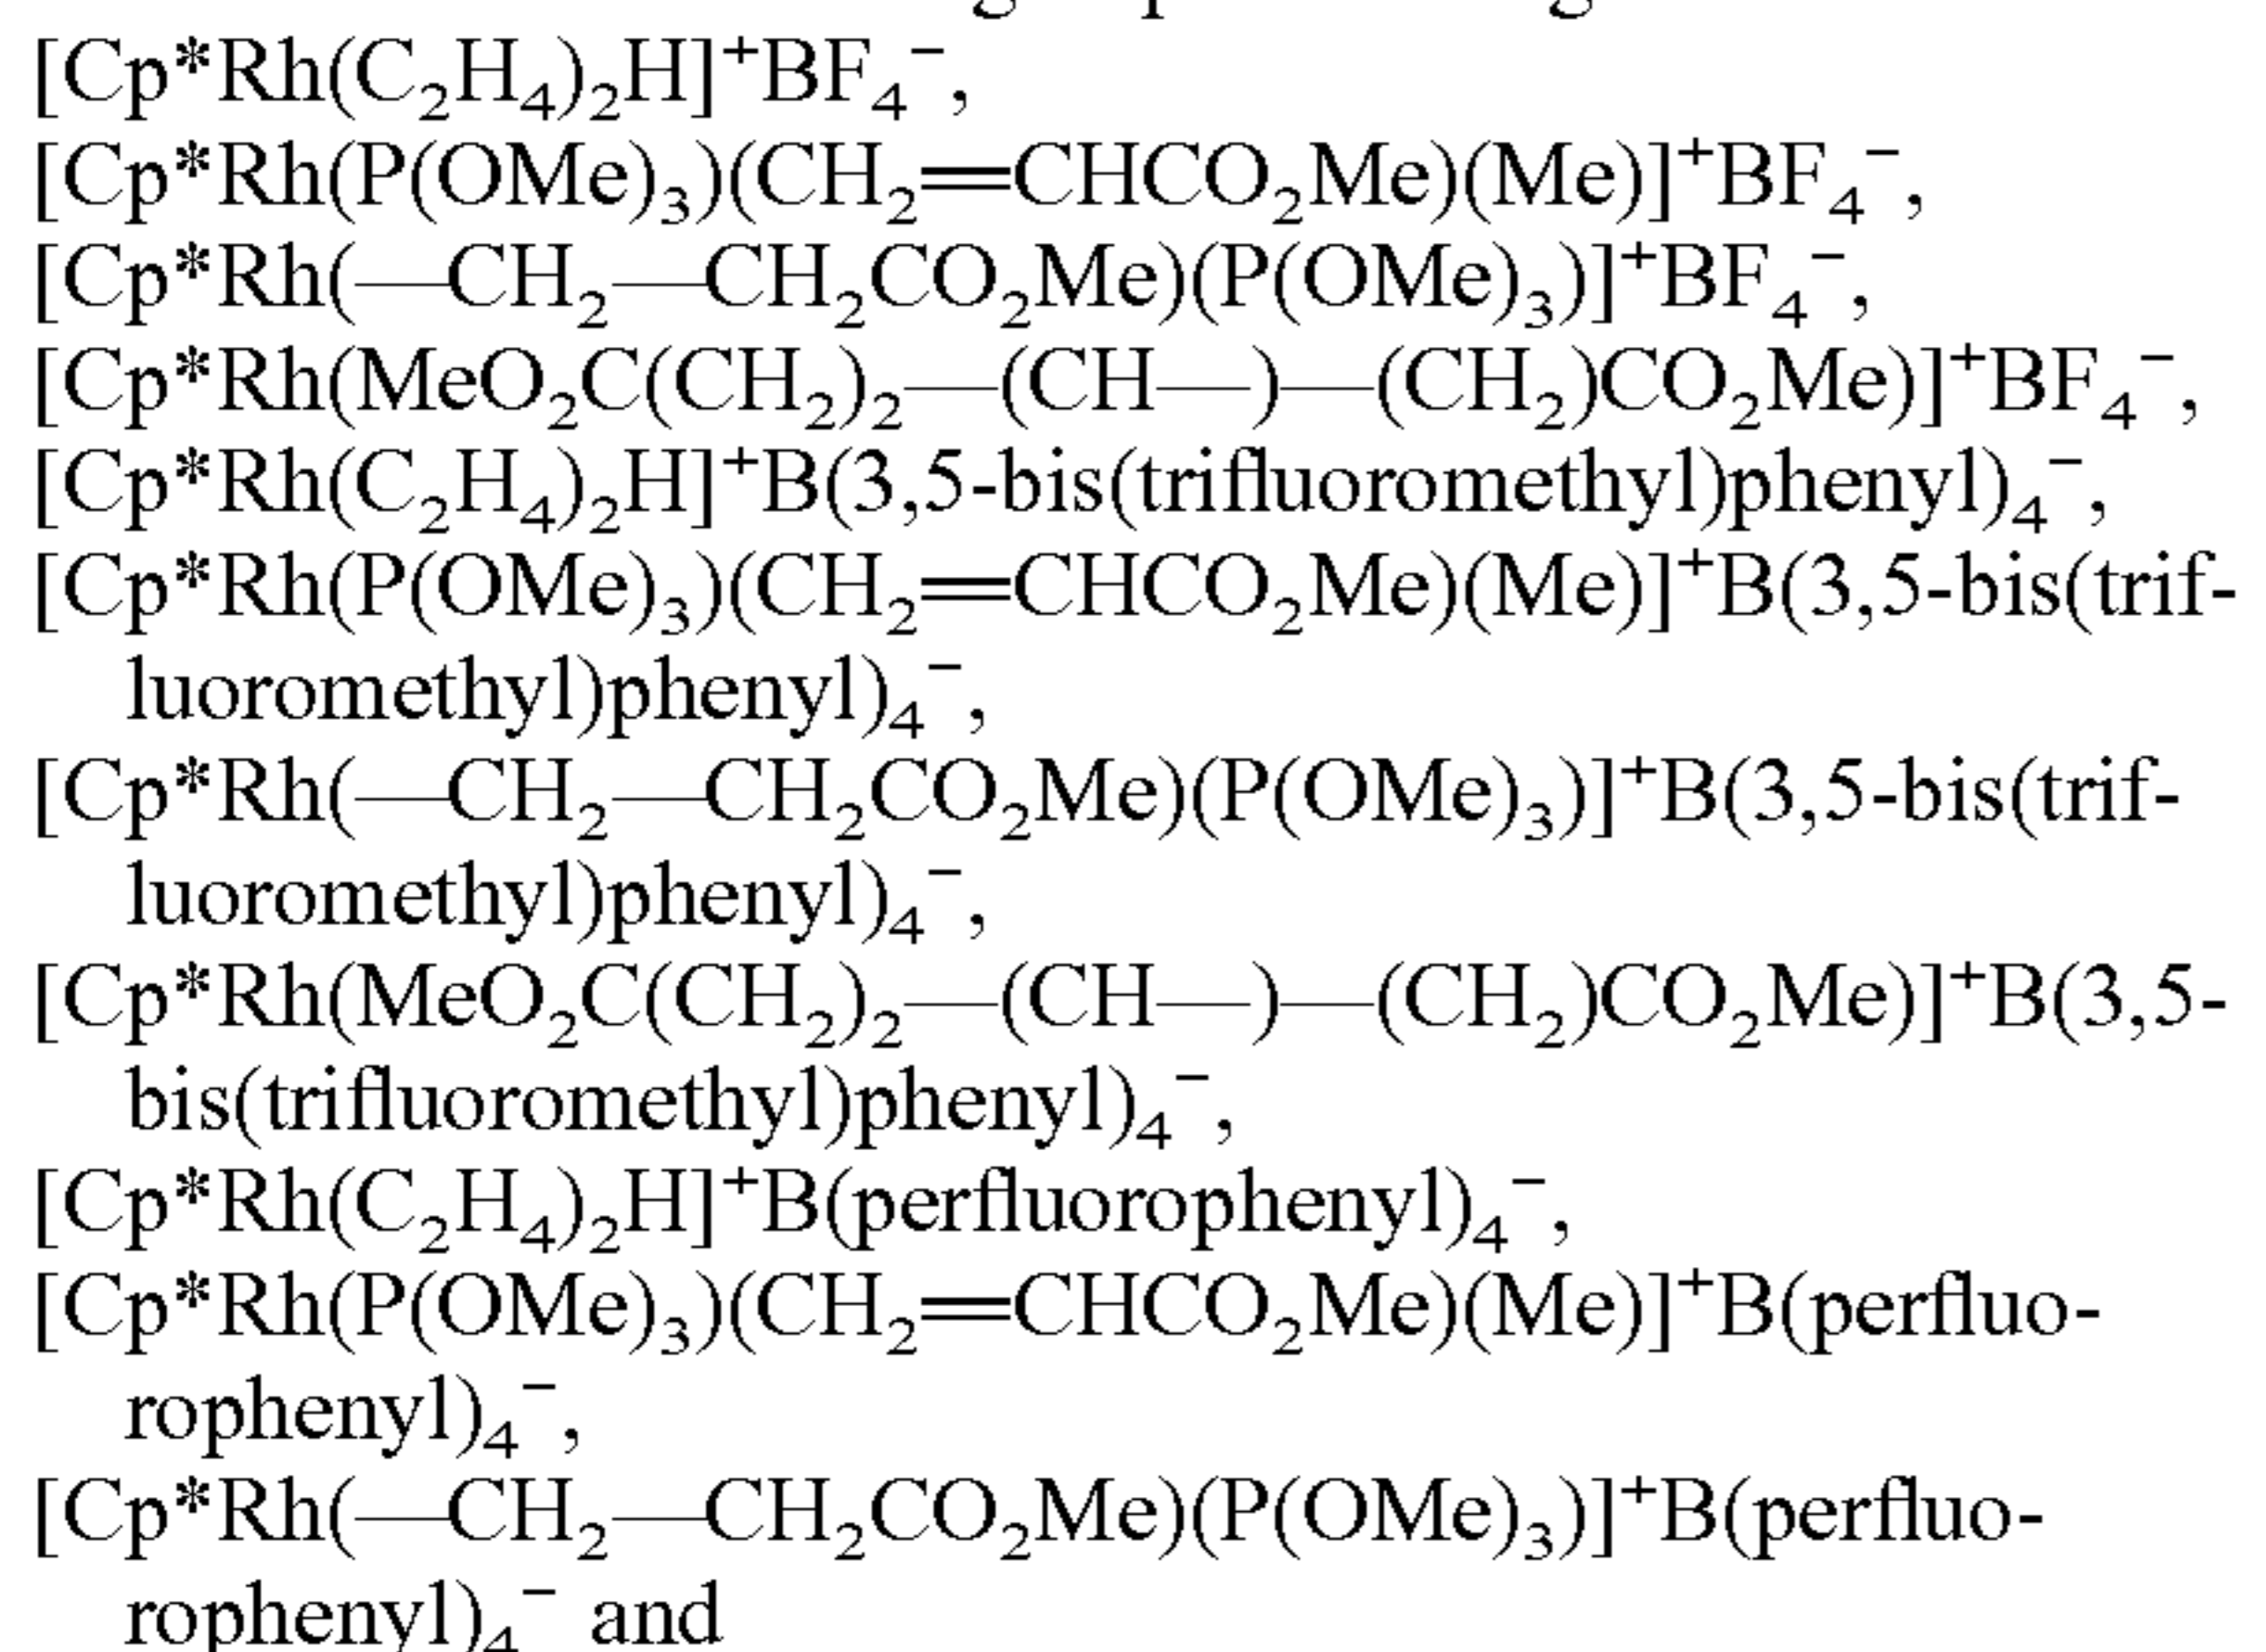 [Cp*Rh(C₂H₄)₂H]⁺BF₄⁻,
[Cp*Rh(P(OMe)₃)(CH₂═CHCO₂Me)(Me)]⁺BF₄⁻,
[Cp*Rh(—CH₂—CH₂CO₂Me)(P(OMe)₃)]⁺BF₄⁻,
[Cp*Rh(MeO₂C(CH₂)₂—(CH—)—(CH₂)CO₂Me)]⁺BF₄⁻,
[Cp*Rh(C₂H₄)₂H]⁺B(3,5-bis(trifluoromethyl)phenyl)₄⁻,
[Cp*Rh(P(OMe)₃)(CH₂═CHCO₂Me)(Me)]⁺B(3,5-bis(trif-
luoromethyl)phenyl)₄⁻,
[Cp*Rh(—CH₂—CH₂CO₂Me)(P(OMe)₃)]⁺B(3,5-bis(trif-
luoromethyl)phenyl)₄⁻,
[Cp*Rh(MeO₂C(CH₂)₂—(CH—)—(CH₂)CO₂Me)]⁺B(3,5-
bis(trifluoromethyl)phenyl)₄⁻,
[Cp*Rh(C₂H₄)₂H]⁺B(perfluorophenyl)₄⁻,
[Cp*Rh(P(OMe)₃)(CH₂═CHCO₂Me)(Me)]⁺B(perfluo-
rophenyl)₄⁻,
[Cp*Rh(—CH₂—CH₂CO₂Me)(P(OMe)₃)]⁺B(perfluo-
rophenyl)₄⁻ and